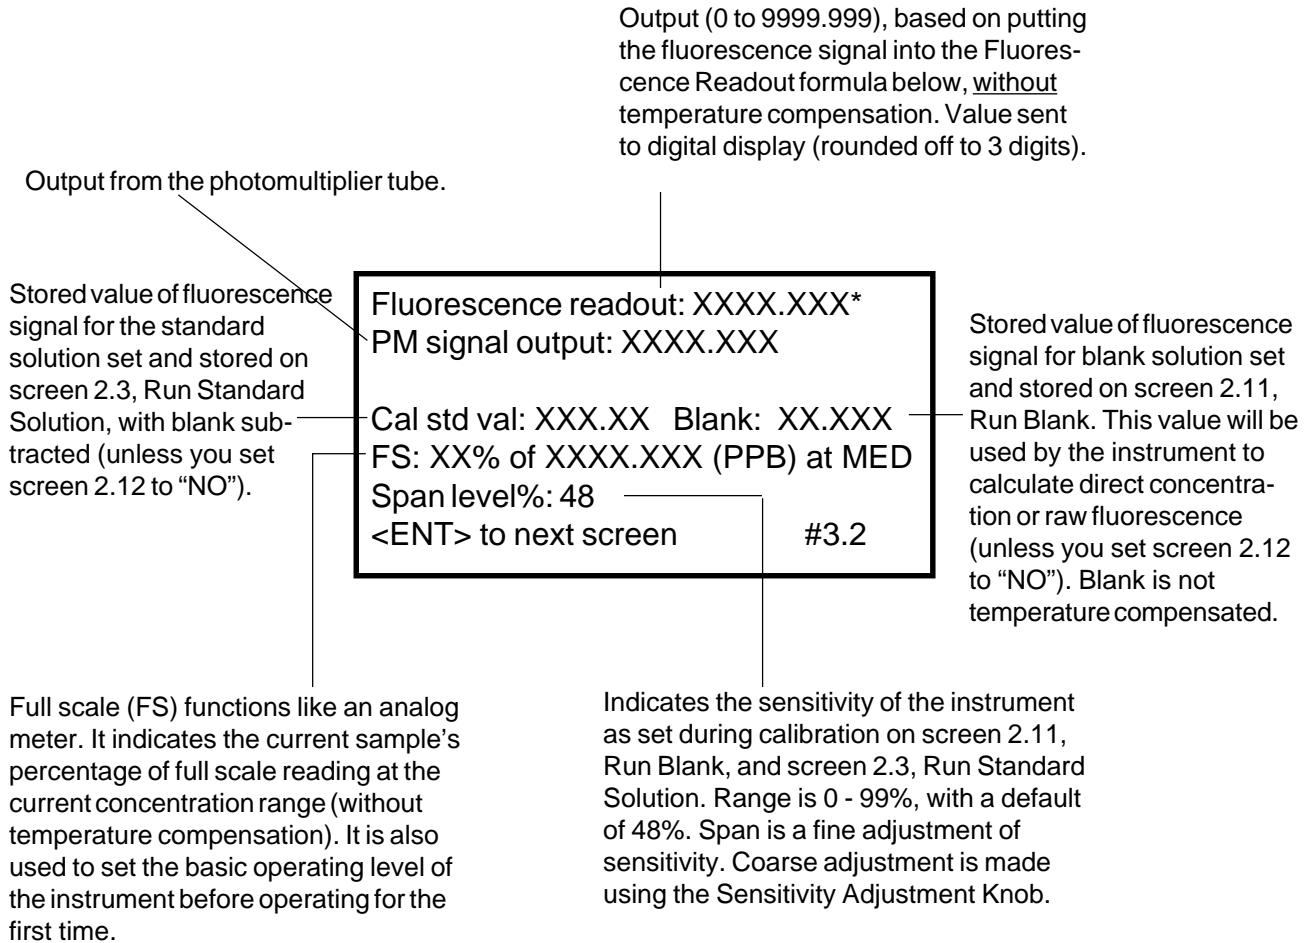 Output (0 to 9999.999), based on putting
the fluorescence signal into the Fluores-
cence Readout formula below, without
temperature compensation. Value sent
to digital display (rounded off to 3 digits).
Output from the photomultiplier tube.
Stored value of fluorescence
signal for the standard
solution set and stored on
screen 2.3, Run Standard
Solution, with blank sub-
tracted (unless you set
screen 2.12 to “NO”).
Fluorescence readout: XXXX.XXX*
PM signal output: XXXX.XXX
Cal std val: XXX.XX Blank: XX.XXX
FS: XX% of XXXX.XXX (PPB) at MED
Span level%: 48
<ENT> to next screen #3.2
Stored value of fluorescence
signal for blank solution set
and stored on screen 2.11,
Run Blank. This value will be
used by the instrument to
calculate direct concentra-
tion or raw fluorescence
(unless you set screen 2.12
to “NO”). Blank is not
temperature compensated.
Full scale (FS) functions like an analog
meter. It indicates the current sample’s
percentage of full scale reading at the
current concentration range (without
temperature compensation). It is also
used to set the basic operating level of
the instrument before operating for the
first time.
Indicates the sensitivity of the instrument
as set during calibration on screen 2.11,
Run Blank, and screen 2.3, Run Standard
Solution. Range is 0 - 99%, with a default
of 48%. Span is a fine adjustment of
sensitivity. Coarse adjustment is made
using the Sensitivity Adjustment Knob.